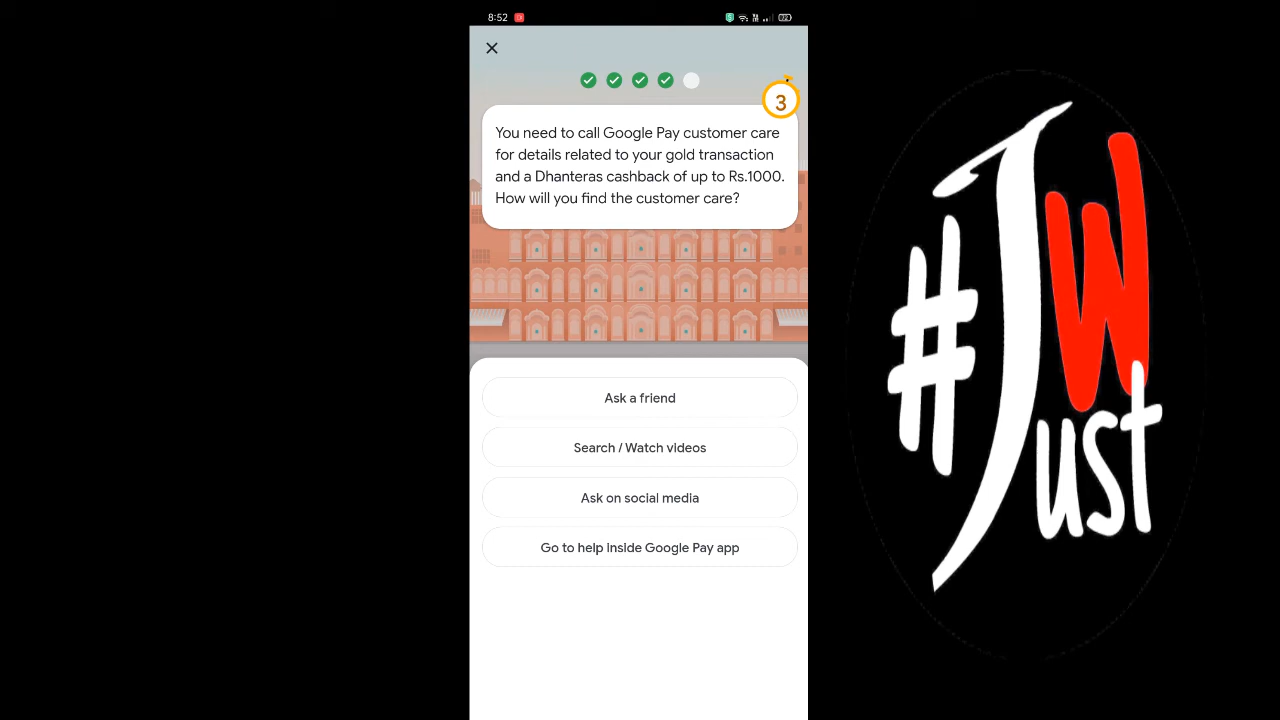 8:52
3
You need to call Google Pay customer care
for details related to your gold transaction
and a Dhanteras cashback of up to Rs.1000.
How will you find the customer care?
Ask a friend
Search / Watch videos
Ask on social media
Go to help inside Google Pay app
#JW
ust